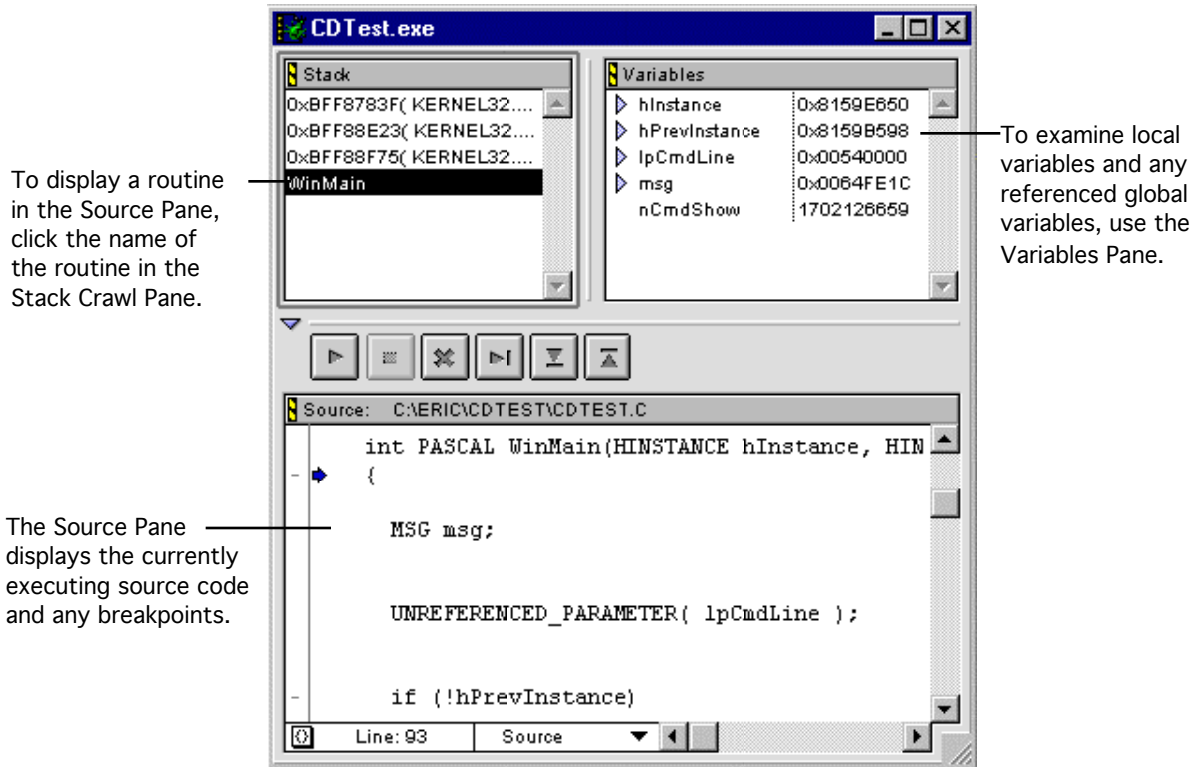 CDTest.exe
Stack
0xBFF8783F( KERNEL32....
0xBFF88E23( KERNEL32....
0xBFF88F75( KERNEL32....
WinMain
Variables
hInstance 0x8159E650
hPrevInstance 0x8159B598
lpCmdLine 0x00540000
msg 0x0064FE1C
nCmdShow 1702126659
To display a routine
in the Source Pane,
click the name of
the routine in the
Stack Crawl Pane.
To examine local
variables and any
referenced global
variables, use the
Variables Pane.
Source: C:\ERIC\CDTEST\CDTEST.C
int PASCAL WinMain(HINSTANCE hInstance, HIN
{
MSG msg;
UNREFERENCED_PARAMETER( lpCmdLine );
if (!hPrevInstance)
The Source Pane
displays the currently
executing source code
and any breakpoints.
Line: 93 Source